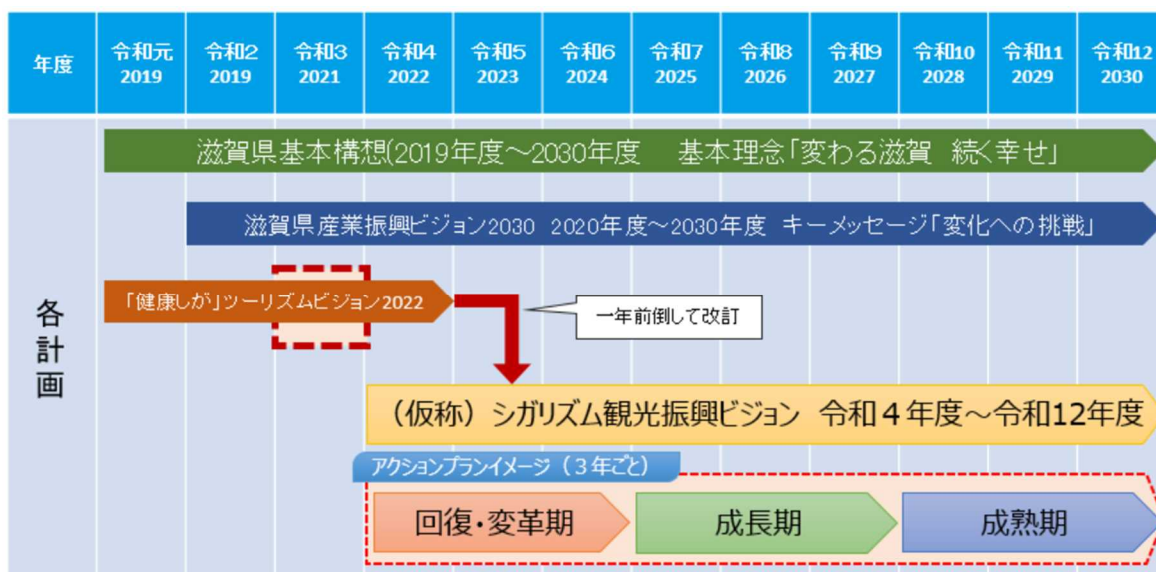 年度
令和元
2019
令和2
2019
令和3
2021
令和4
2022
令和5
2023
令和6
2024
令和7
2025
令和8
2026
令和9
2027
令和10
2028
令和11
2029
令和12
2030
各計画
滋賀県基本構想(2019年度～2030年度 基本理念「変わる滋賀 続く幸せ」
滋賀県産業振興ビジョン2030 2020年度～2030年度 キーメッセージ「変化への挑戦」
「健康しが」ツーリズムビジョン2022
一年前倒して改訂
（仮称）シガリズム観光振興ビジョン 令和４年度～令和12年度
アクションプランイメージ（３年ごと）
回復・変革期
成長期
成熟期